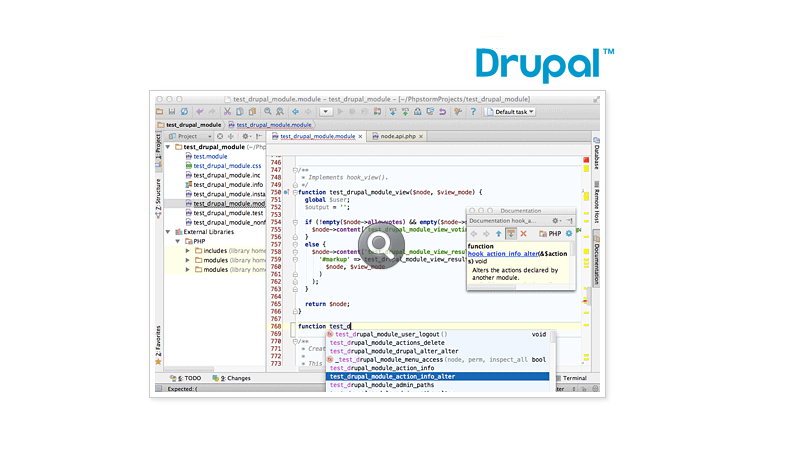 Drupal™
test_drupal_module.module - test_drupal_module - [~/PhpstormProjects/test_drupal_module]
Default task
test_drupal_module
test_drupal_module.module
Project
test_drupal_module.module
node.api.php
1: Project
Z: Structure
2: Favorites
test_drupal_module (~/Php
test.module
test_drupal_module.css
test_drupal_module.inc
test_drupal_module.info
test_drupal_module.insta
test_drupal_module.mod
test_drupal_module.test
test_drupal_module_nonf
External Libraries
PHP
includes (library home
modules (library home
modules (library home
746
747 /**
748 * Implements hook_view().
749 */
750 function test_drupal_module_view($node, $view_mode) {
751 global $user;
752 $output = '';
753
754 if (!empty($node->allowvotes) && empty($node
755 $node->content['test_drupal_module_view_votin
756 }
757 else {
758 $node->content['test_drupal_module_view_resul
759 '#markup' => test_drupal_module_view_resul
760 $node, $view_mode
761 )
762 );
763 }
764
765 return $node;
766 }
767
768 function test_d
769
770 /**
771 * Creat
772 *
773 * This
test_drupal_module_user_logout() void
test_drupal_module_actions_delete
test_drupal_module_drupal_alter_alter
_test_drupal_module_menu_access(node, perm, inspect_all bool
test_drupal_module_action_info
test_drupal_module_action_info_alter
test_drupal_module_admin_paths
Documentation
Documentation hook_a...
PHP
function
hook_action_info_alter(&$action
s) void
Alters the actions declared by
another module.
Database
Remote Host
Documentation
6: TODO
9: Changes
Terminal
Expected: (